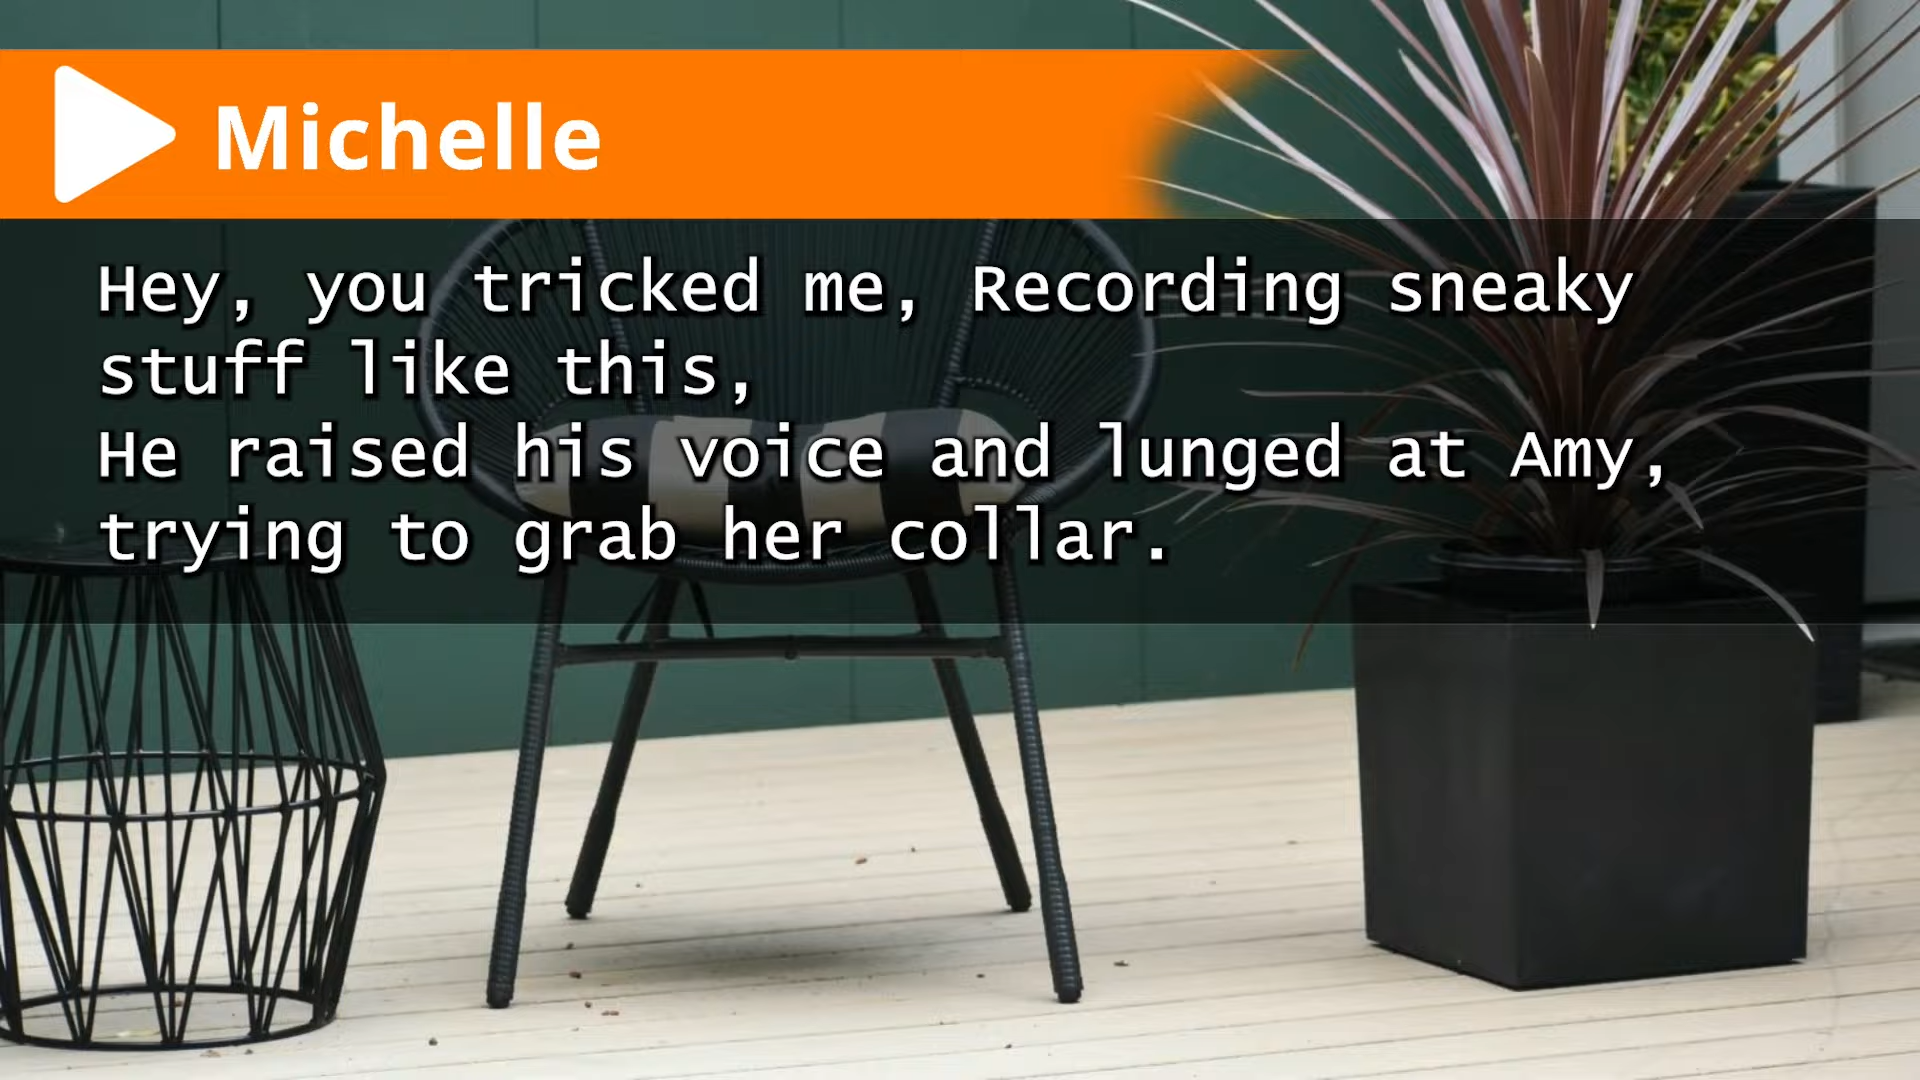 Michelle
Hey, you tricked me, Recording sneaky
stuff like this,
He raised his voice and lunged at Amy,
trying to grab her collar.